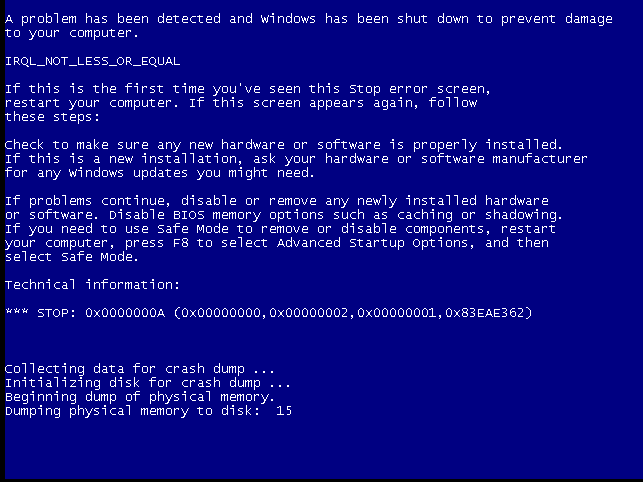 A problem has been detected and Windows has been shut down to prevent damage
to your computer.
IRQL_NOT_LESS_OR_EQUAL
If this is the first time you've seen this Stop error screen,
restart your computer. If this screen appears again, follow
these steps:
Check to make sure any new hardware or software is properly installed.
If this is a new installation, ask your hardware or software manufacturer
for any Windows updates you might need.
If problems continue, disable or remove any newly installed hardware
or software. Disable BIOS memory options such as caching or shadowing.
If you need to use Safe Mode to remove or disable components, restart
your computer, press F8 to select Advanced Startup Options, and then
select Safe Mode.
Technical information:
*** STOP: 0x0000000A (0x00000000,0x00000002,0x00000001,0x83EAE362)
Collecting data for crash dump ...
Initializing disk for crash dump ...
Beginning dump of physical memory.
Dumping physical memory to disk:  15